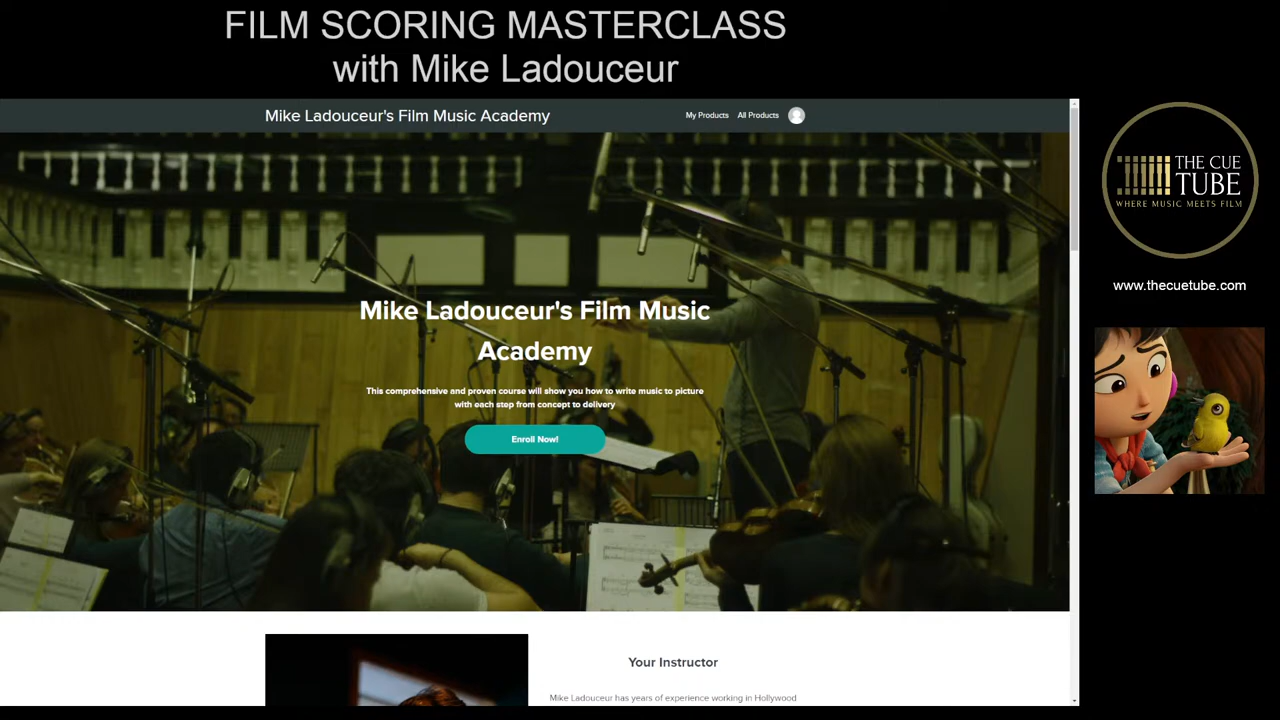 FILM SCORING MASTERCLASS
with Mike Ladouceur
Mike Ladouceur's Film Music Academy
My Products
All Products
THE CUE
TUBE
WHERE MUSIC MEETS FILM
www.thecuetube.com
Mike Ladouceur's Film Music
Academy
This comprehensive and proven course will show you how to write music to picture
with each step from concept to delivery
Enroll Now!
Your Instructor
Mike Ladouceur has years of experience working in Hollywood